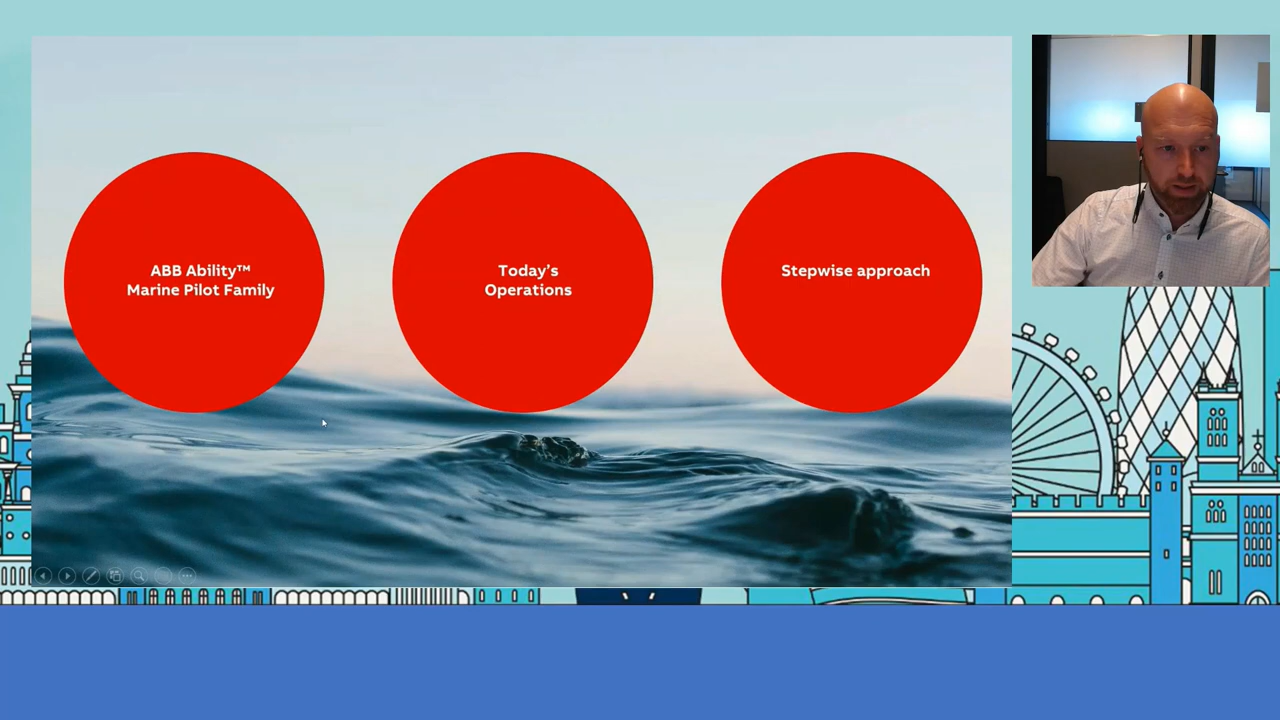 ABB Ability™
Marine Pilot Family
Today's
Operations
Stepwise approach